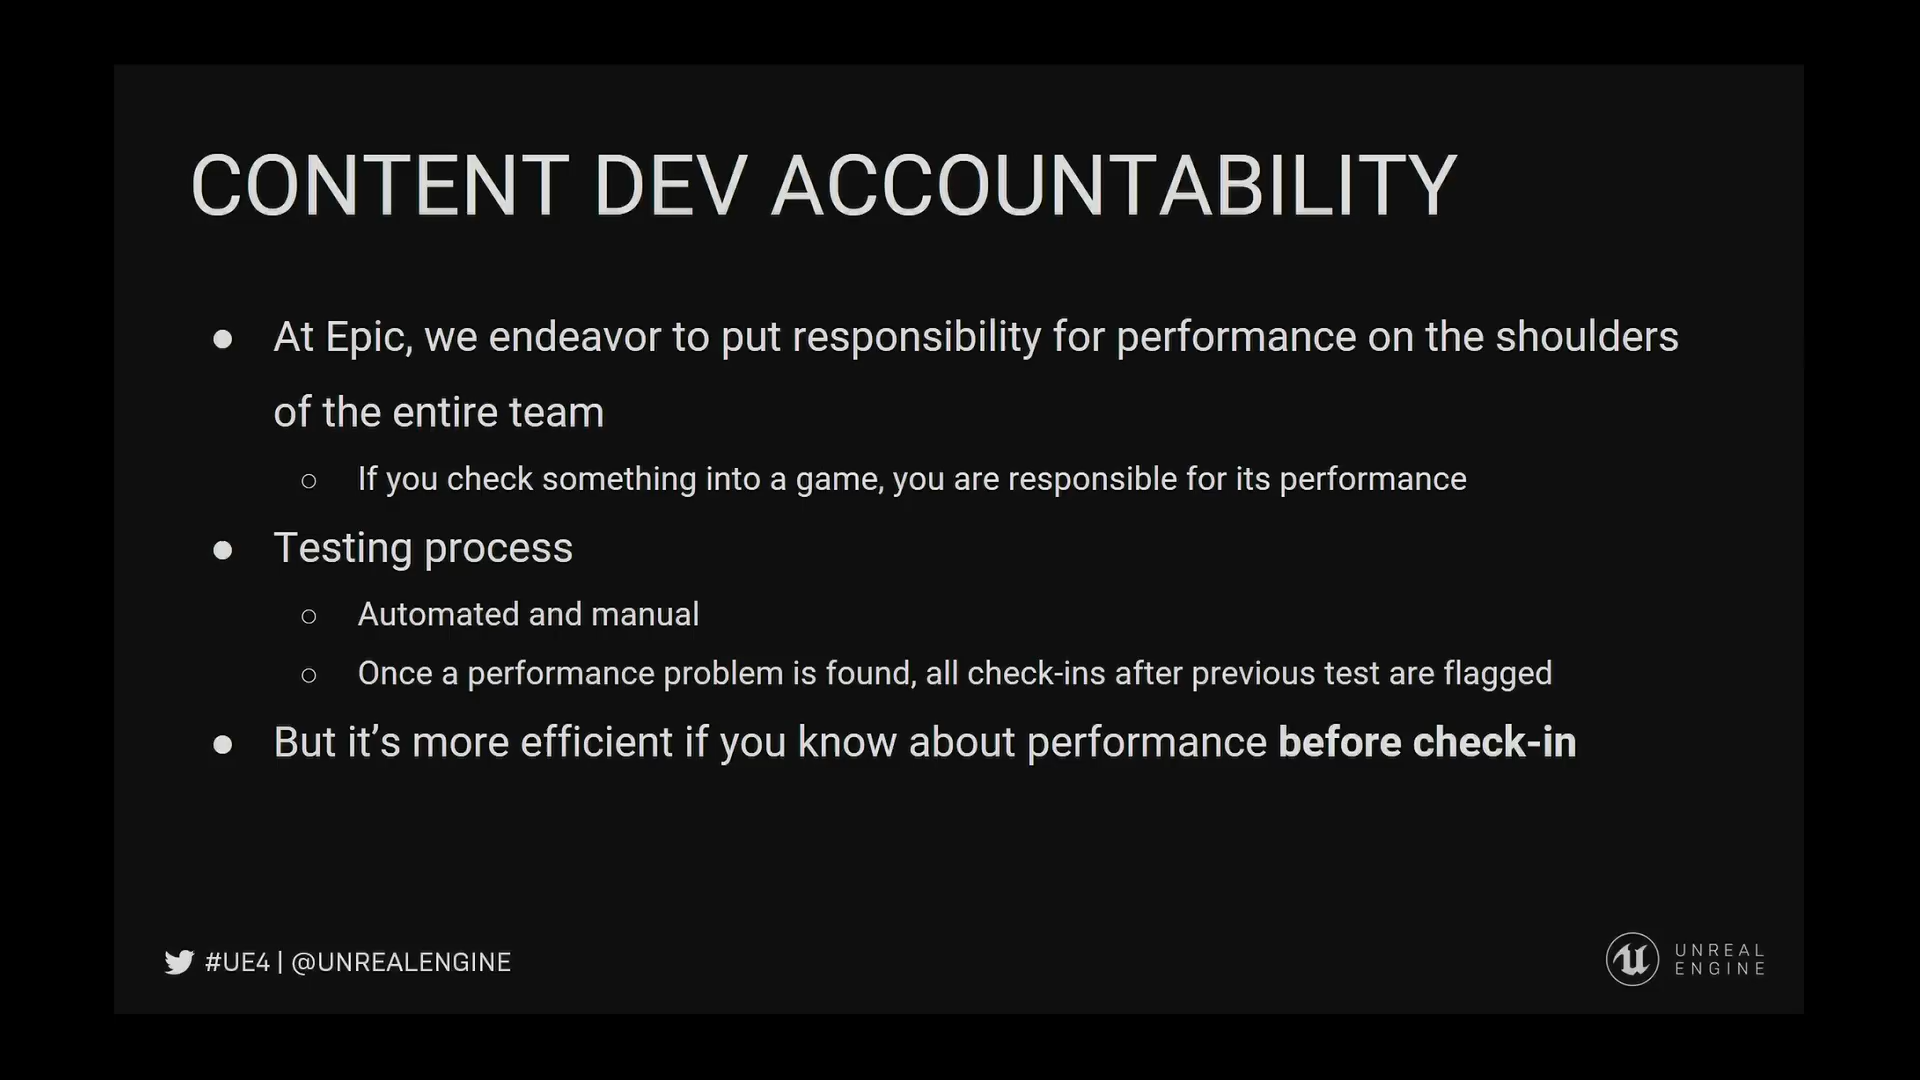 CONTENT DEV ACCOUNTABILITY
● At Epic, we endeavor to put responsibility for performance on the shoulders
of the entire team
○ If you check something into a game, you are responsible for its performance
● Testing process
○ Automated and manual
○ Once a performance problem is found, all check-ins after previous test are flagged
● But it’s more efficient if you know about performance before check-in
#UE4 | @UNREALENGINE
UNREAL
ENGINE